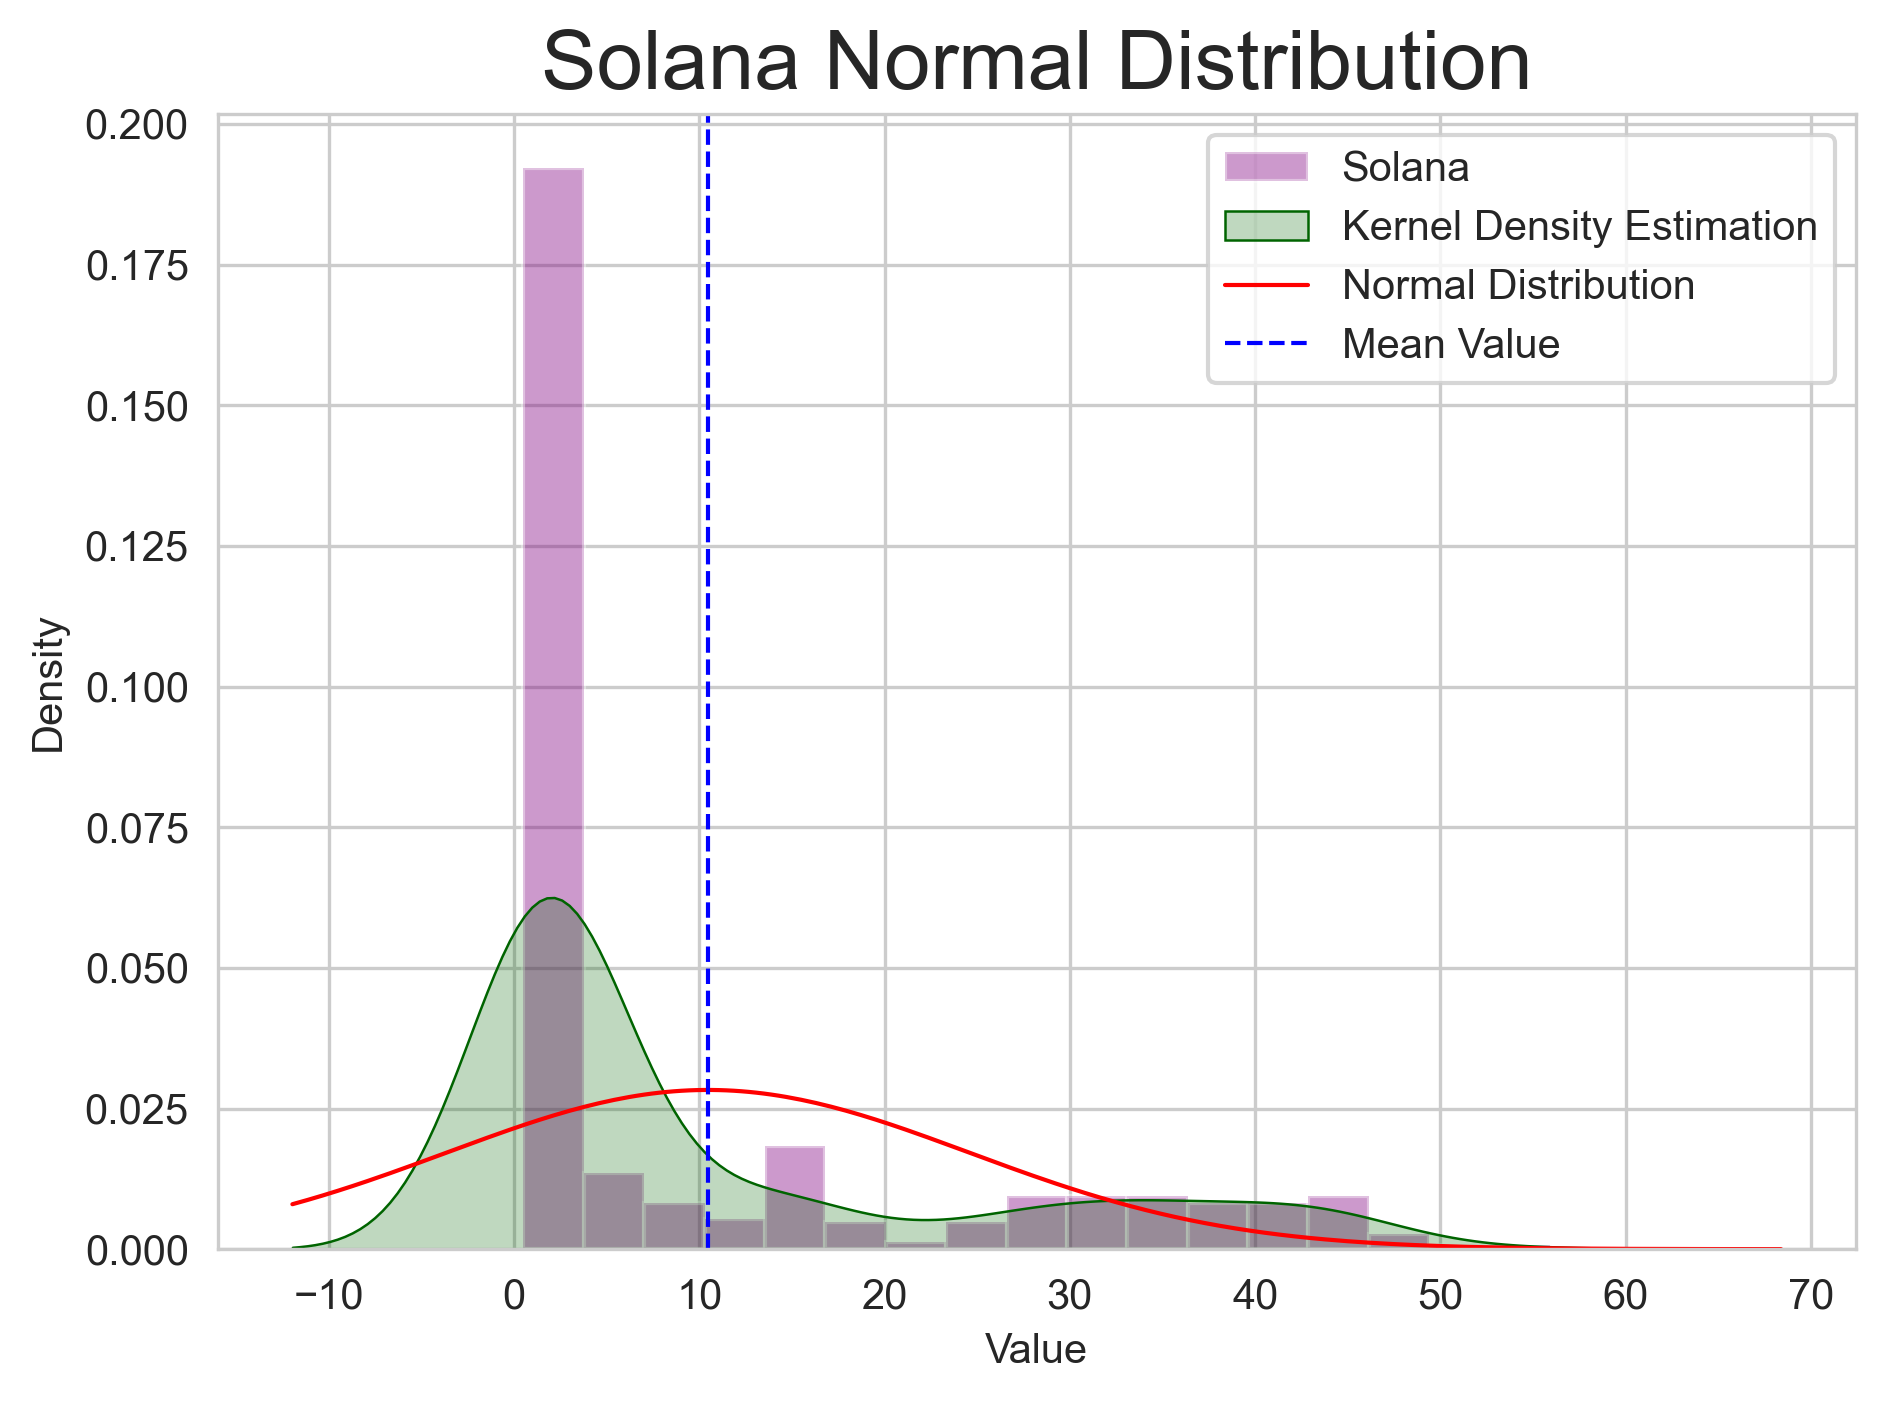 Solana Normal Distribution
0.200
0.175
0.150
0.125
0.100
0.075
0.050
0.025
0.000
Density
Solana
Kernel Density Estimation
Normal Distribution
Mean Value
−10 0 10 20 30 40 50 60 70
Value